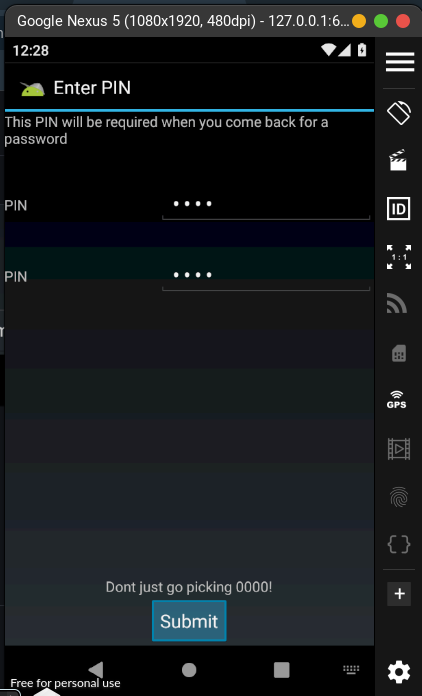 Google Nexus 5 (1080x1920, 480dpi) - 127.0.0.1:6...
12:28
Enter PIN
This PIN will be required when you come back for a
password
PIN ••••
PIN ••••
Dont just go picking 0000!
Submit
Free for personal use
ID
1 : 1
GPS